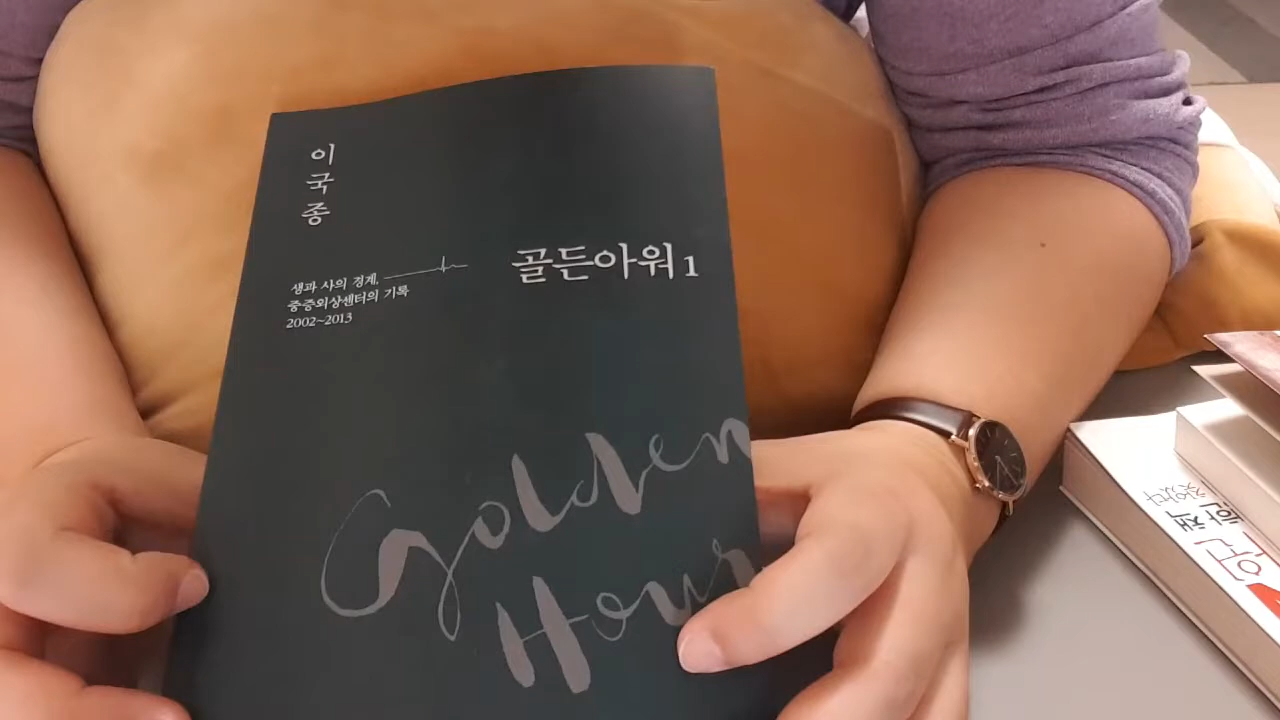 이국종
골든아워 1
생과 사의 경계,
중증외상센터의 기록
2002~2013
Golden
Hour